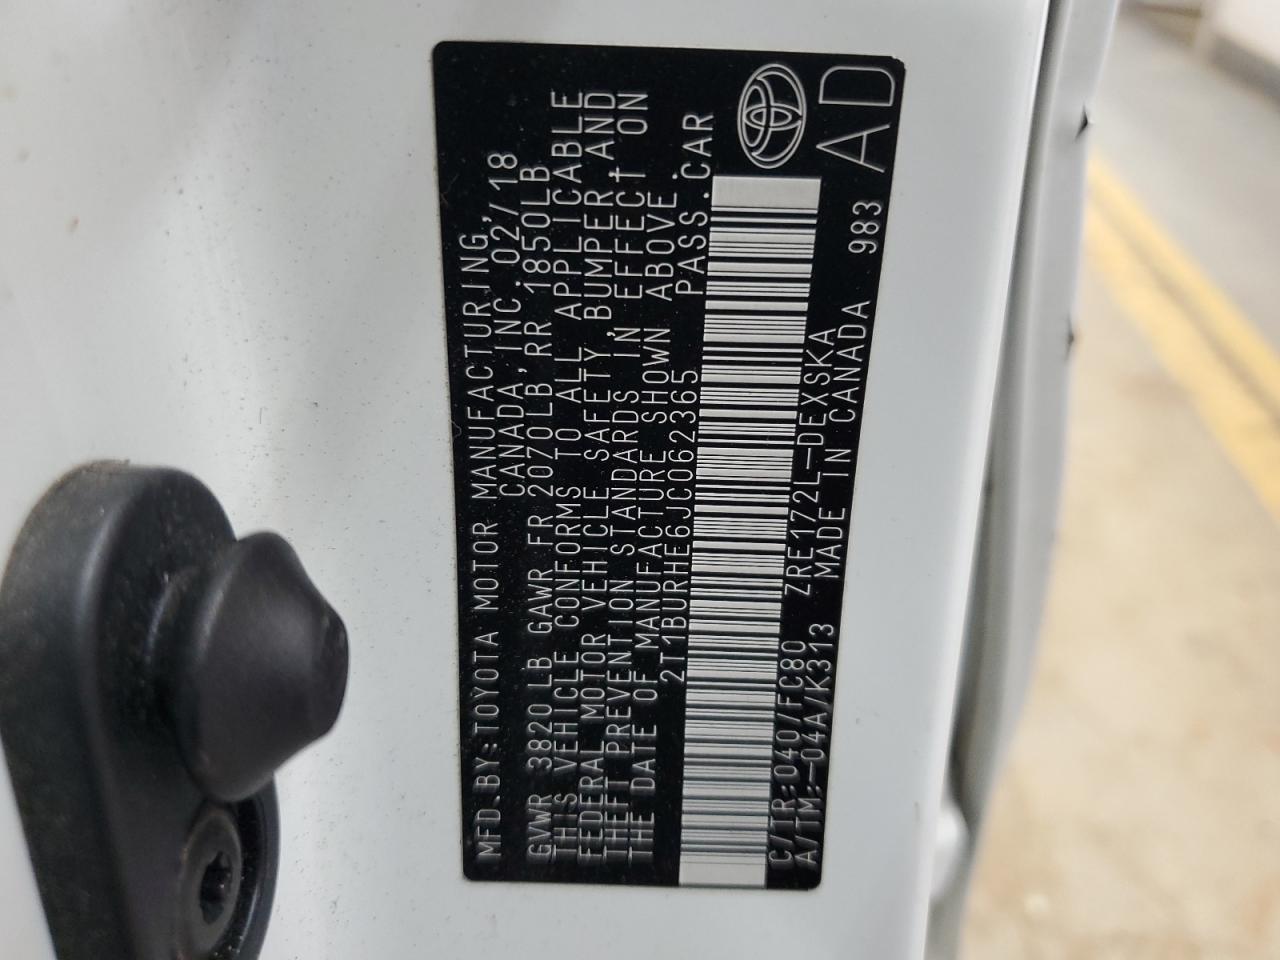 MFD.BY:TOYOTA MOTOR MANUFACTURING,
CANADA,INC.02/18
GVWR 3820 LB GAWR FR 2070LB,RR 1850LB
THIS VEHICLE CONFORMS TO ALL APPLICABLE
FEDERAL MOTOR VEHICLE SAFETY,BUMPER,AND
THEFT PREVENTION STANDARDS IN EFFECT ON
THE DATE OF MANUFACTURE SHOWN ABOVE.
2T1BURHE6JC062365 PASS.CAR
C/TR:040/FC80 ZRE172L-DEXSKA 983
A/TM:-04A/K313 MADE IN CANADA
AD